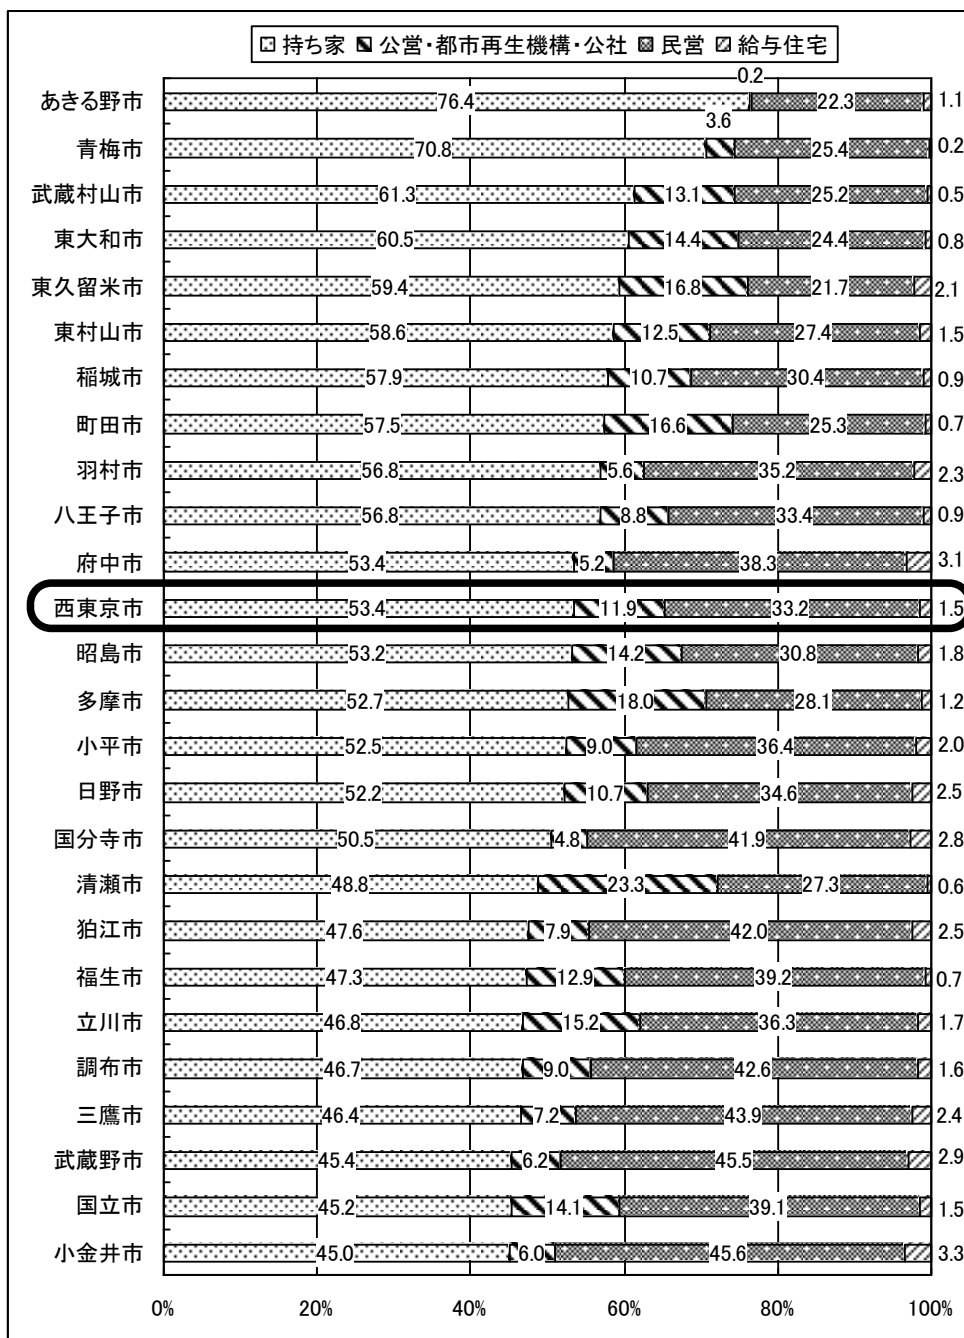 持ち家 公営・都市再生機構・公社 民営 給与住宅
あきる野市 76.4 0.2 22.3 1.1
青梅市 70.8 3.6 25.4 0.2
武蔵村山市 61.3 13.1 25.2 0.5
東大和市 60.5 14.4 24.4 0.8
東久留米市 59.4 16.8 21.7 2.1
東村山市 58.6 12.5 27.4 1.5
稲城市 57.9 10.7 30.4 0.9
町田市 57.5 16.6 25.3 0.7
羽村市 56.8 5.6 35.2 2.3
八王子市 56.8 8.8 33.4 0.9
府中市 53.4 5.2 38.3 3.1
西東京市 53.4 11.9 33.2 1.5
昭島市 53.2 14.2 30.8 1.8
多摩市 52.7 18.0 28.1 1.2
小平市 52.5 9.0 36.4 2.0
日野市 52.2 10.7 34.6 2.5
国分寺市 50.5 4.8 41.9 2.8
清瀬市 48.8 23.3 27.3 0.6
狛江市 47.6 7.9 42.0 2.5
福生市 47.3 12.9 39.2 0.7
立川市 46.8 15.2 36.3 1.7
調布市 46.7 9.0 42.6 1.6
三鷹市 46.4 7.2 43.9 2.4
武蔵野市 45.4 6.2 45.5 2.9
国立市 45.2 14.1 39.1 1.5
小金井市 45.0 6.0 45.6 3.3
0% 20% 40% 60% 80% 100%